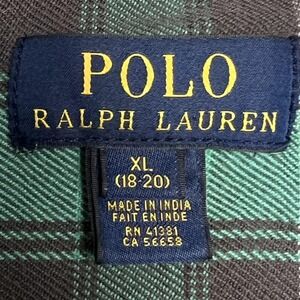 POLO
RALPH LAUREN
XL
(18-20)
MADE IN INDIA
FAIT EN INDE
RN 41381
CA 56658